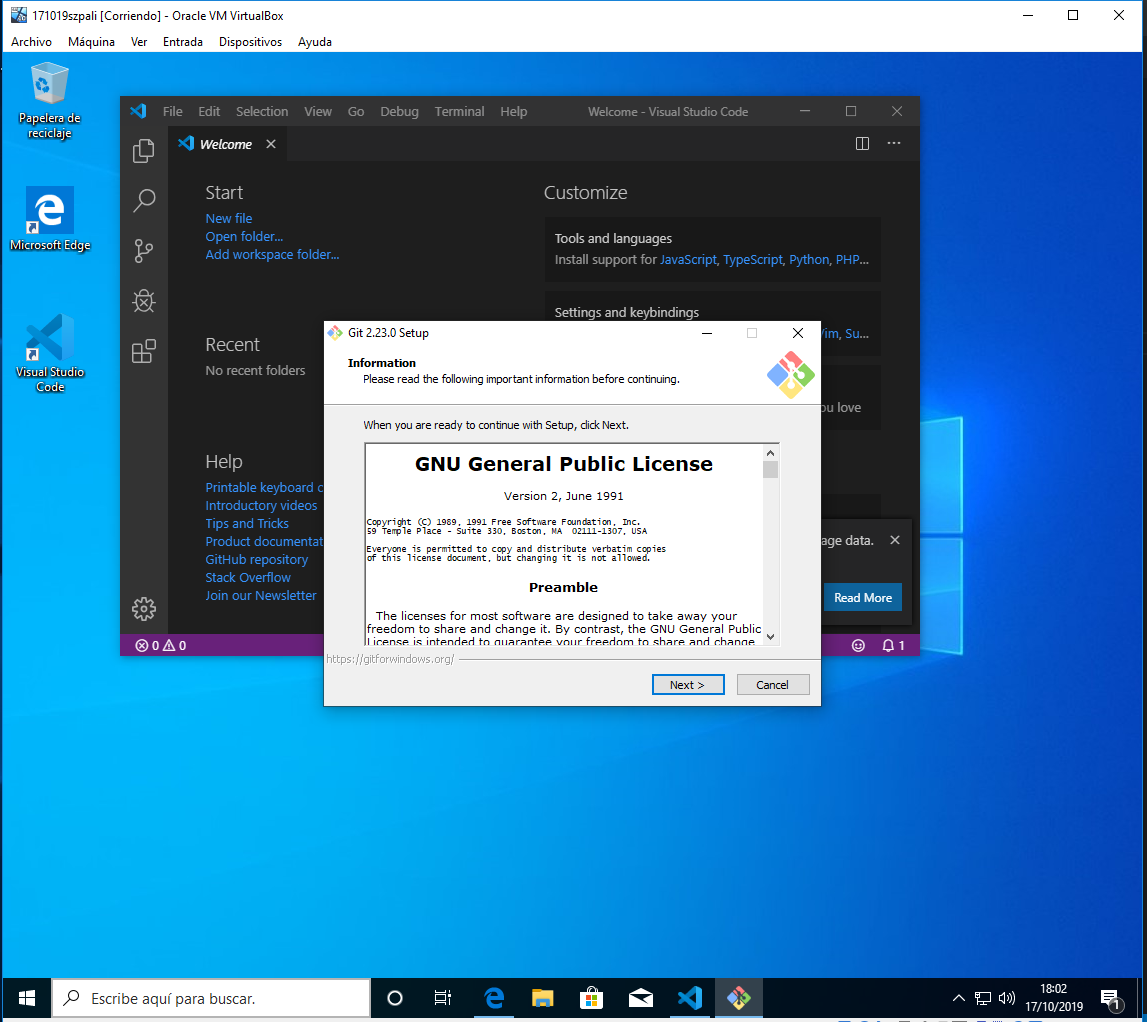 171019szpali [Corriendo] - Oracle VM VirtualBox
Archivo Máquina Ver Entrada Dispositivos Ayuda
Papelera de
reciclaje
Microsoft Edge
Visual Studio
Code
File Edit Selection View Go Debug Terminal Help Welcome - Visual Studio Code
Welcome
Start
New file
Open folder...
Add workspace folder...
Customize
Tools and languages
Install support for JavaScript, TypeScript, Python, PHP...
Settings and keybindings
Vim, Su...
you love
Recent
No recent folders
Help
Printable keyboard c
Introductory videos
Tips and Tricks
Product documentat
GitHub repository
Stack Overflow
Join our Newsletter
age data.
Read More
0 0
1
Git 2.23.0 Setup
Information
Please read the following important information before continuing.
When you are ready to continue with Setup, click Next.
GNU General Public License
Version 2, June 1991
Copyright (C) 1989, 1991 Free Software Foundation, Inc.
59 Temple Place - Suite 330, Boston, MA 02111-1307, USA
Everyone is permitted to copy and distribute verbatim copies
of this license document, but changing it is not allowed.
Preamble
The licenses for most software are designed to take away your
freedom to share and change it. By contrast, the GNU General Public
License is intended to guarantee your freedom to share and change
https://gitforwindows.org/
Next > Cancel
Escribe aquí para buscar.
18:02
17/10/2019
1